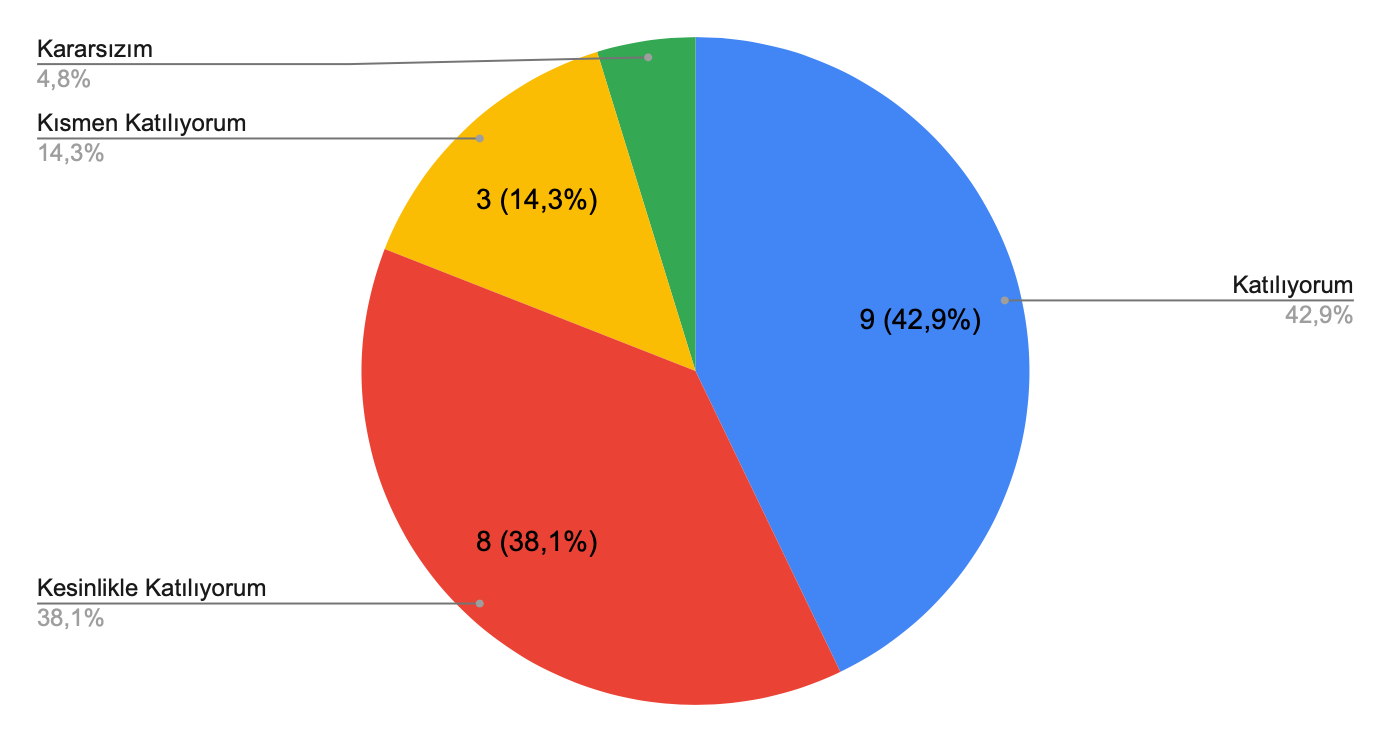 Kararsızım
4,8%
Kısmen Katılıyorum
14,3%
3 (14,3%)
Katılıyorum
42,9%
9 (42,9%)
8 (38,1%)
Kesinlikle Katılıyorum
38,1%